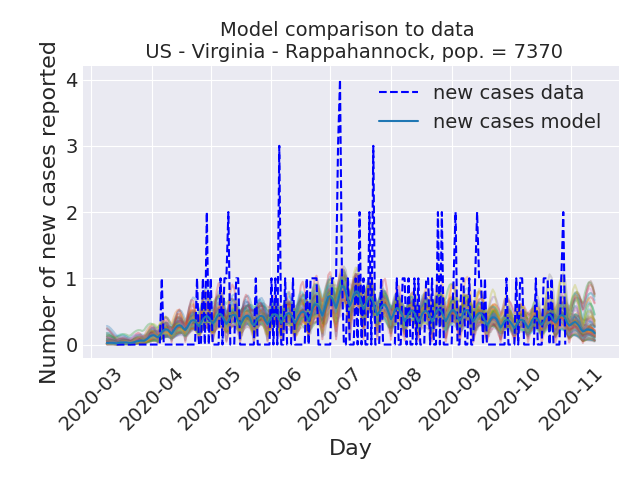 Model comparison to data
US - Virginia - Rappahannock, pop. = 7370
Number of new cases reported
4
3
2
1
0
new cases data
new cases model
2020-03
2020-04
2020-05
2020-06
2020-07
2020-08
2020-09
2020-10
2020-11
Day